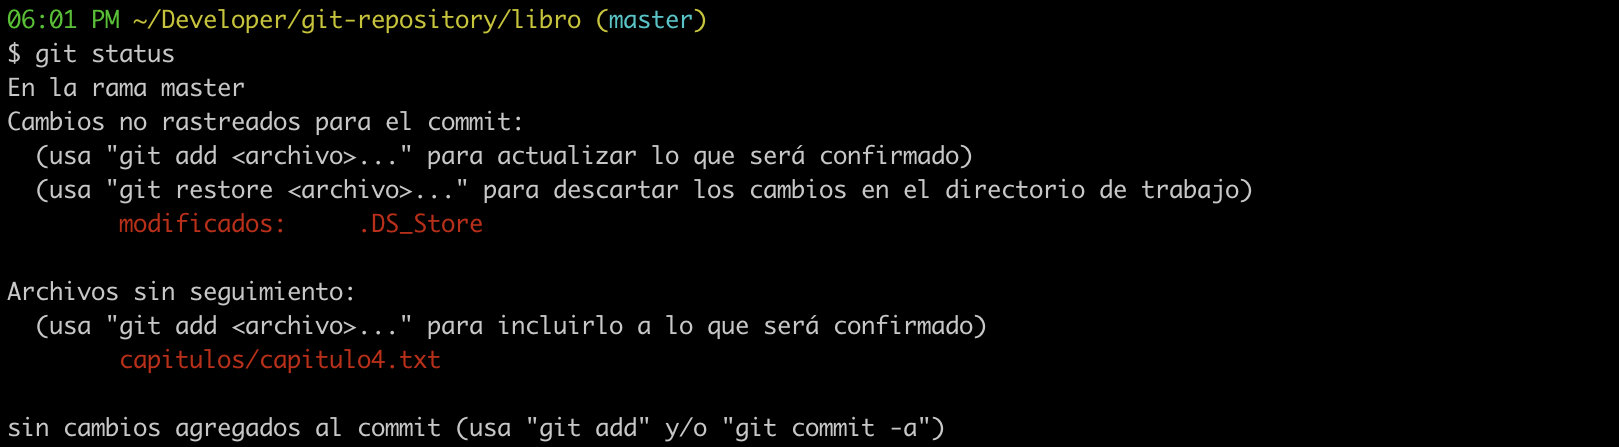 06:01 PM ~/Developer/git-repository/libro (master)
$ git status
En la rama master
Cambios no rastreados para el commit:
  (usa "git add <archivo>..." para actualizar lo que será confirmado)
  (usa "git restore <archivo>..." para descartar los cambios en el directorio de trabajo)
        modificados:     .DS_Store

Archivos sin seguimiento:
  (usa "git add <archivo>..." para incluirlo a lo que será confirmado)
        capitulos/capitulo4.txt

sin cambios agregados al commit (usa "git add" y/o "git commit -a")